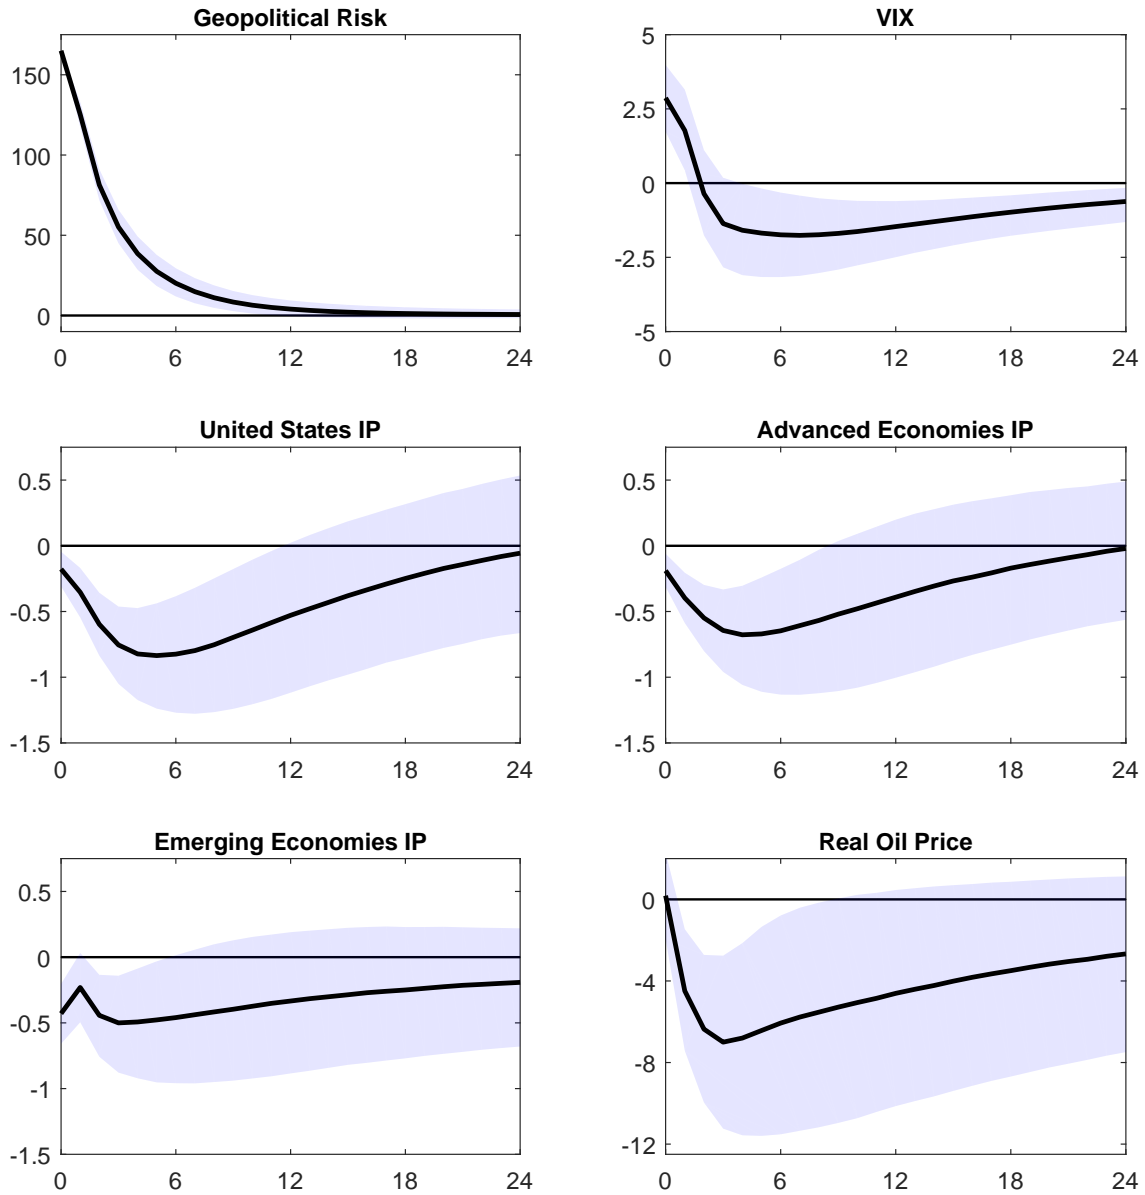 Geopolitical Risk
150
100
50
0
0 6 12 18 24
VIX
5
2.5
0
-2.5
-5
0 6 12 18 24
United States IP
0.5
0
-0.5
-1
-1.5
0 6 12 18 24
Advanced Economies IP
0.5
0
-0.5
-1
-1.5
0 6 12 18 24
Emerging Economies IP
0.5
0
-0.5
-1
-1.5
0 6 12 18 24
Real Oil Price
0
-4
-8
-12
0 6 12 18 24